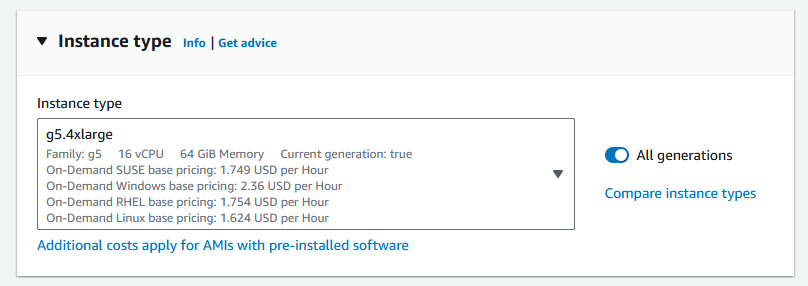 Instance type Info | Get advice
Instance type
g5.4xlarge
Family: g5 16 vCPU 64 GiB Memory Current generation: true
On-Demand SUSE base pricing: 1.749 USD per Hour
On-Demand Windows base pricing: 2.36 USD per Hour
On-Demand RHEL base pricing: 1.754 USD per Hour
On-Demand Linux base pricing: 1.624 USD per Hour
All generations
Compare instance types
Additional costs apply for AMIs with pre-installed software